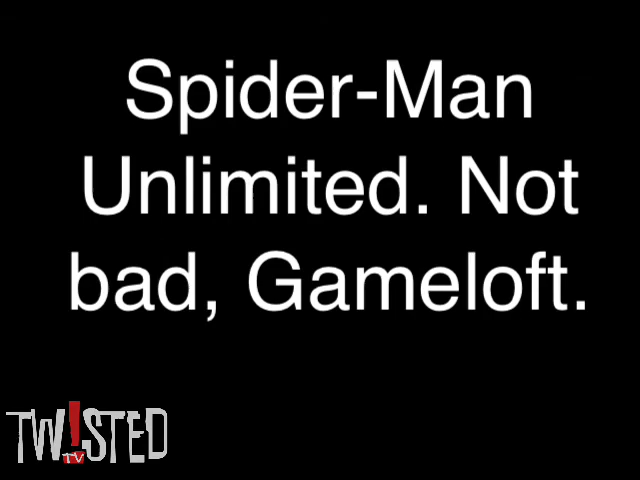 Spider-Man
Unlimited. Not
bad, Gameloft.
TW!STED
TV